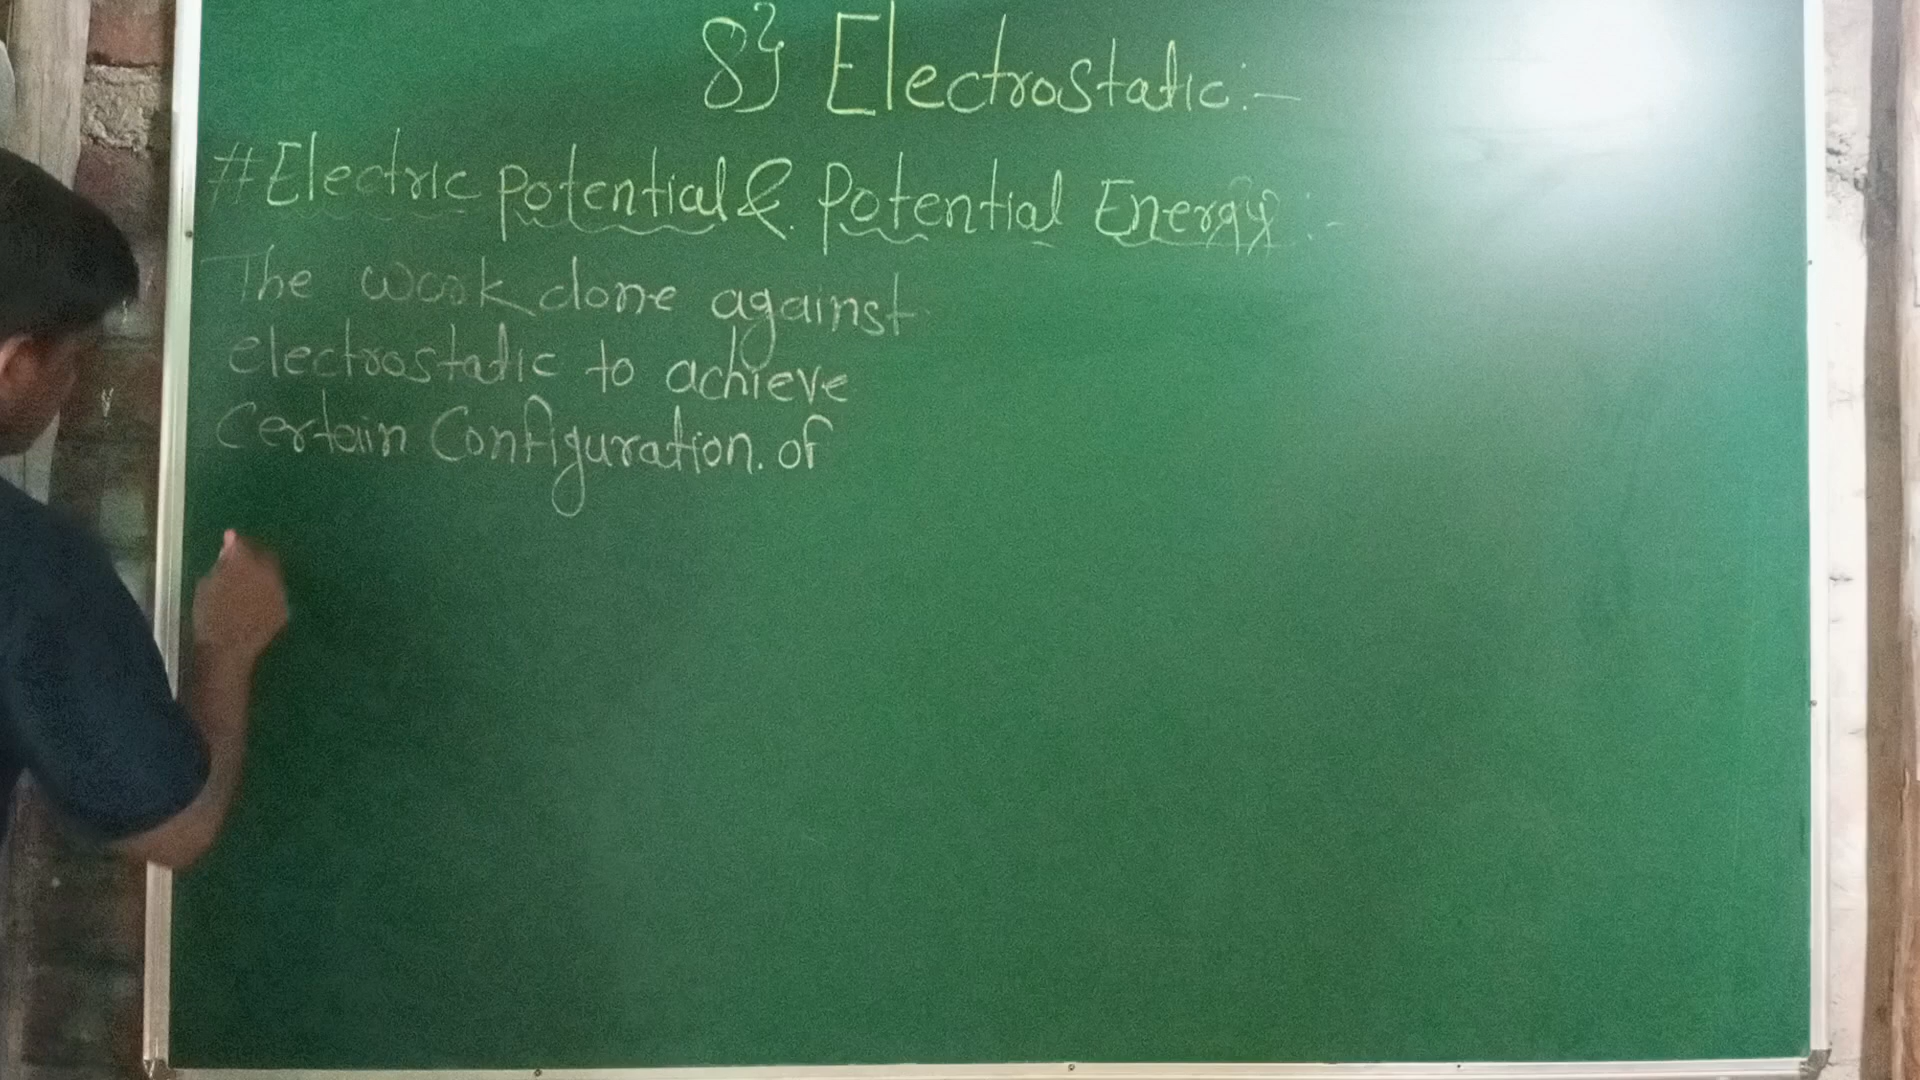 8} Electrostatic:-
#Electric potential & Potential Energy:-
The work done against
electrostatic to achieve
Certain Configuration. of